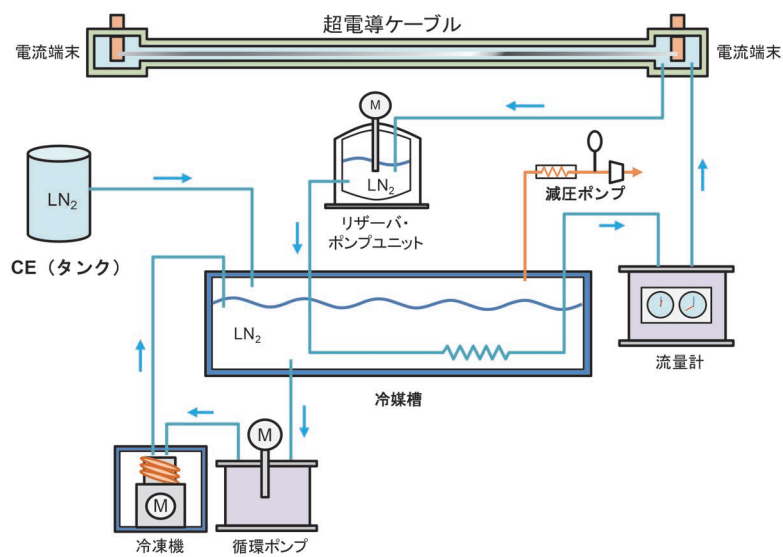 超電導ケーブル
電流端末
電流端末
M
LN₂
LN₂
CE（タンク）
リザーバ・
ポンプユニット
減圧ポンプ
LN₂
流量計
冷媒槽
M
M
冷凍機
循環ポンプ